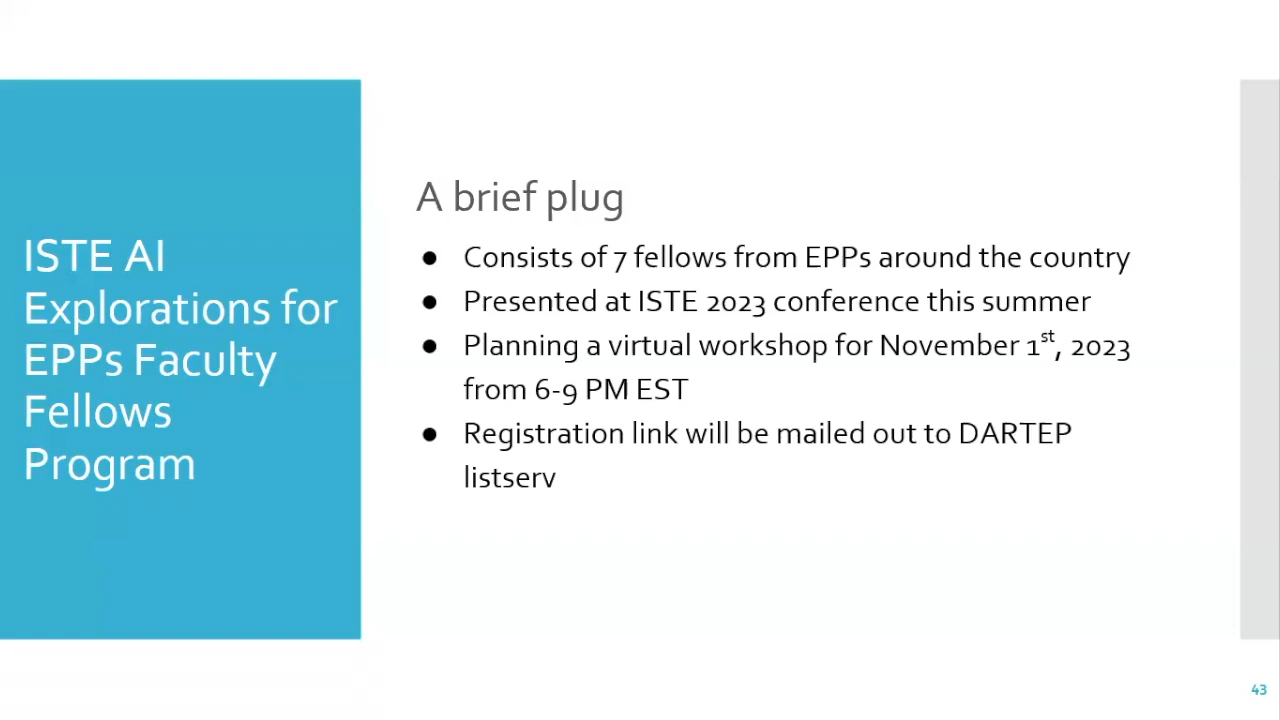 ISTE AI
Explorations for
EPPs Faculty
Fellows
Program
A brief plug
● Consists of 7 fellows from EPPs around the country
● Presented at ISTE 2023 conference this summer
● Planning a virtual workshop for November 1st, 2023
from 6-9 PM EST
● Registration link will be mailed out to DARTEP
listserv
43